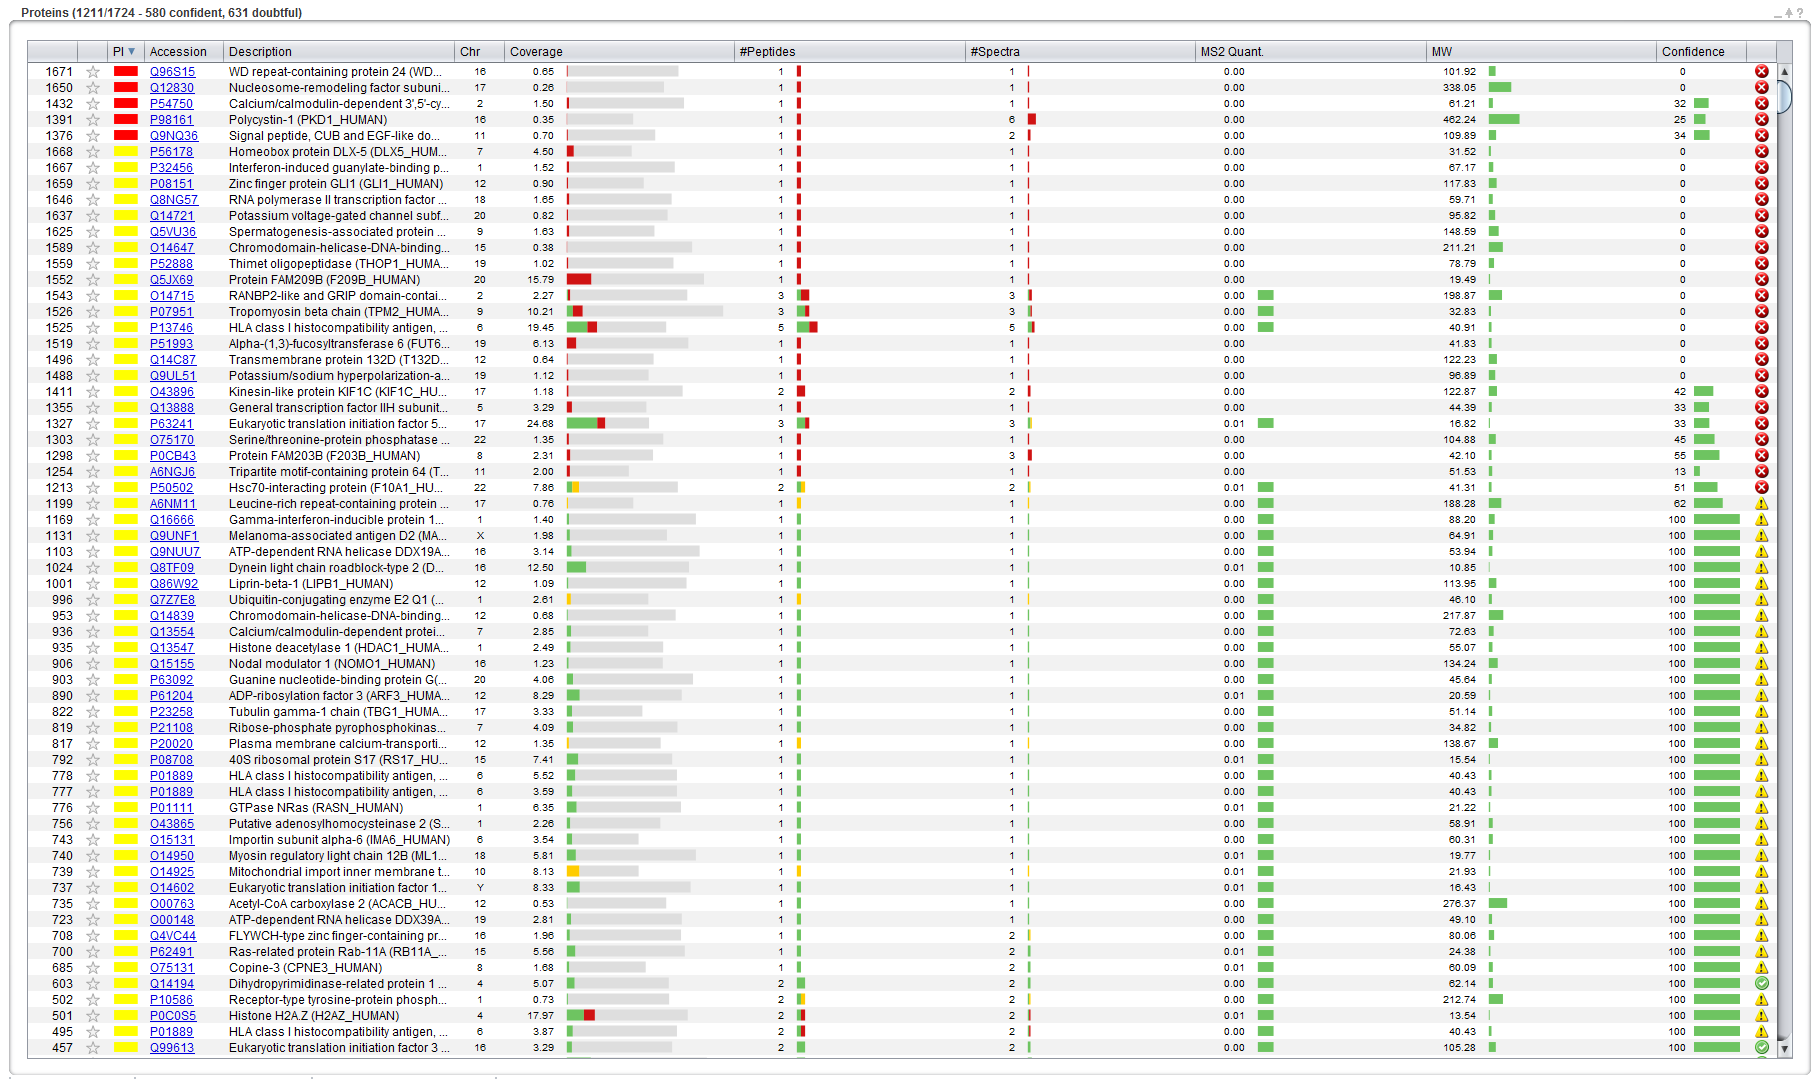 Proteins (1211/1724 - 580 confident, 631 doubtful)
PI Accession Description Chr Coverage #Peptides #Spectra MS2 Quant. MW Confidence
1671 Q96S15 WD repeat-containing protein 24 (WD... 16 0.65 1 1 0.00 101.92 0
1650 Q12830 Nucleosome-remodeling factor subuni... 17 0.26 1 1 0.00 338.05 0
1432 P54750 Calcium/calmodulin-dependent 3',5'-cy... 2 1.50 1 1 0.00 61.21 32
1391 P98161 Polycystin-1 (PKD1_HUMAN) 16 0.35 1 6 0.00 462.24 25
1376 Q9NQ36 Signal peptide, CUB and EGF-like do... 11 0.70 1 2 0.00 109.89 34
1668 P56178 Homeobox protein DLX-5 (DLX5_HUM... 7 4.50 1 1 0.00 31.52 0
1667 P32456 Interferon-induced guanylate-binding p... 1 1.52 1 1 0.00 67.17 0
1659 P08151 Zinc finger protein GLI1 (GLI1_HUMAN) 12 0.90 1 1 0.00 117.83 0
1646 Q8NG57 RNA polymerase II transcription factor ... 18 1.65 1 1 0.00 59.71 0
1637 Q14721 Potassium voltage-gated channel subf... 20 0.82 1 1 0.00 95.82 0
1625 Q5VU36 Spermatogenesis-associated protein ... 9 1.63 1 1 0.00 148.59 0
1589 O14647 Chromodomain-helicase-DNA-binding... 15 0.38 1 1 0.00 211.21 0
1559 P52888 Thimet oligopeptidase (THOP1_HUMA... 19 1.02 1 1 0.00 78.79 0
1552 Q5JX69 Protein FAM209B (F209B_HUMAN) 20 15.79 1 1 0.00 19.49 0
1543 O14715 RANBP2-like and GRIP domain-contai... 2 2.27 3 3 0.00 198.87 0
1526 P07951 Tropomyosin beta chain (TPM2_HUMA... 9 10.21 3 3 0.00 32.83 0
1525 P13746 HLA class I histocompatibility antigen, ... 6 19.45 5 5 0.00 40.91 0
1519 P51993 Alpha-(1,3)-fucosyltransferase 6 (FUT6... 19 6.13 1 1 0.00 41.83 0
1496 Q14C87 Transmembrane protein 132D (T132D... 12 0.64 1 1 0.00 122.23 0
1488 Q9UL51 Potassium/sodium hyperpolarization-a... 19 1.12 1 1 0.00 96.89 0
1411 O43896 Kinesin-like protein KIF1C (KIF1C_HU... 17 1.18 2 2 0.00 122.87 42
1355 Q13888 General transcription factor IIH subunit... 5 3.29 1 1 0.00 44.39 33
1327 P63241 Eukaryotic translation initiation factor 5... 17 24.68 3 3 0.01 16.82 33
1303 O75170 Serine/threonine-protein phosphatase ... 22 1.35 1 1 0.00 104.88 45
1298 P0CB43 Protein FAM203B (F203B_HUMAN) 8 2.31 1 3 0.00 42.10 55
1254 A6NGJ6 Tripartite motif-containing protein 64 (T... 11 2.00 1 1 0.00 51.53 13
1213 P50502 Hsc70-interacting protein (F10A1_HU... 22 7.86 2 2 0.01 41.31 51
1199 A6NM11 Leucine-rich repeat-containing protein ... 17 0.76 1 1 0.00 188.28 62
1169 Q16666 Gamma-interferon-inducible protein 1... 1 1.40 1 1 0.00 88.20 100
1131 Q9UNF1 Melanoma-associated antigen D2 (MA... X 1.98 1 1 0.00 64.91 100
1103 Q9NUU7 ATP-dependent RNA helicase DDX19A... 16 3.14 1 1 0.00 53.94 100
1024 Q8TF09 Dynein light chain roadblock-type 2 (D... 16 12.50 1 1 0.01 10.85 100
1001 Q86W92 Liprin-beta-1 (LIPB1_HUMAN) 12 1.09 1 1 0.00 113.95 100
996 Q7Z7E8 Ubiquitin-conjugating enzyme E2 Q1 (... 1 2.61 1 1 0.00 46.10 100
953 Q14839 Chromodomain-helicase-DNA-binding... 12 0.68 1 1 0.00 217.87 100
936 Q13554 Calcium/calmodulin-dependent protei... 7 2.85 1 1 0.00 72.63 100
935 Q13547 Histone deacetylase 1 (HDAC1_HUMA... 1 2.49 1 1 0.00 55.07 100
906 Q15155 Nodal modulator 1 (NOMO1_HUMAN) 16 1.23 1 1 0.00 134.24 100
903 P63092 Guanine nucleotide-binding protein G(... 20 4.06 1 1 0.00 45.64 100
890 P61204 ADP-ribosylation factor 3 (ARF3_HUMA... 12 8.29 1 1 0.01 20.59 100
822 P23258 Tubulin gamma-1 chain (TBG1_HUMA... 17 3.33 1 1 0.00 51.14 100
819 P21108 Ribose-phosphate pyrophosphokinas... 7 4.09 1 1 0.00 34.82 100
817 P20020 Plasma membrane calcium-transporti... 12 1.35 1 1 0.00 138.67 100
792 P08708 40S ribosomal protein S17 (RS17_HU... 15 7.41 1 1 0.01 15.54 100
778 P01889 HLA class I histocompatibility antigen, ... 6 5.52 1 1 0.00 40.43 100
777 P01889 HLA class I histocompatibility antigen, ... 6 3.59 1 1 0.00 40.43 100
776 P01111 GTPase NRas (RASN_HUMAN) 1 6.35 1 1 0.01 21.22 100
756 O43865 Putative adenosylhomocysteinase 2 (S... 1 2.26 1 1 0.00 58.91 100
743 O15131 Importin subunit alpha-6 (IMA6_HUMAN) 6 3.54 1 1 0.00 60.31 100
740 O14950 Myosin regulatory light chain 12B (ML1... 18 5.81 1 1 0.01 19.77 100
739 O14925 Mitochondrial import inner membrane t... 10 8.13 1 1 0.01 21.93 100
737 O14602 Eukaryotic translation initiation factor 1... Y 8.33 1 1 0.01 16.43 100
735 O00763 Acetyl-CoA carboxylase 2 (ACACB_HU... 12 0.53 1 1 0.00 276.37 100
723 O00148 ATP-dependent RNA helicase DDX39A... 19 2.81 1 1 0.00 49.10 100
708 Q4VC44 FLYWCH-type zinc finger-containing pr... 16 1.96 1 2 0.00 80.06 100
700 P62491 Ras-related protein Rab-11A (RB11A_... 15 5.56 1 2 0.01 24.38 100
685 O75131 Copine-3 (CPNE3_HUMAN) 8 1.68 1 2 0.01 60.09 100
603 Q14194 Dihydropyrimidinase-related protein 1 ... 4 5.07 2 2 0.00 62.14 100
502 P10586 Receptor-type tyrosine-protein phosph... 1 0.73 2 2 0.00 212.74 100
501 P0C0S5 Histone H2A.Z (H2AZ_HUMAN) 4 17.97 2 2 0.01 13.54 100
495 P01889 HLA class I histocompatibility antigen, ... 6 3.87 2 2 0.00 40.43 100
457 Q99613 Eukaryotic translation initiation factor 3 ... 16 3.29 2 2 0.00 105.28 100